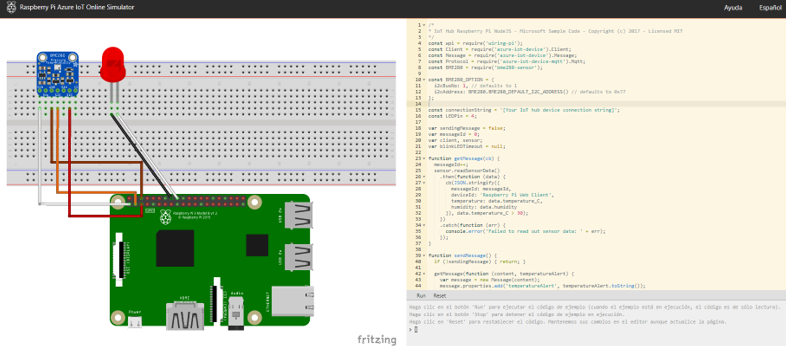 Raspberry Pi Azure IoT Online Simulator
Ayuda Español
1 /*
2 * IoT Hub Raspberry Pi NodeJS - Microsoft Sample Code - Copyright (c) 2017 - Licensed MIT
3 */
4 const wpi = require('wiring-pi');
5 const Client = require('azure-iot-device').Client;
6 const Message = require('azure-iot-device').Message;
7 const Protocol = require('azure-iot-device-mqtt').Mqtt;
8 const BME280 = require('bme280-sensor');
9
10 const BME280_OPTION = {
11 i2cBusNo: 1, // defaults to 1
12 i2cAddress: BME280.BME280_DEFAULT_I2C_ADDRESS() // defaults to 0x77
13 };
14
15 const connectionString = '[Your IoT hub device connection string]';
16 const LEDPin = 4;
17
18 var sendingMessage = false;
19 var messageId = 0;
20 var client, sensor;
21 var blinkLEDTimeout = null;
22
23 function getMessage(cb) {
24 messageId++;
25 sensor.readSensorData()
26 .then(function (data) {
27 cb(JSON.stringify({
28 messageId: messageId,
29 deviceId: 'Raspberry Pi Web Client',
30 temperature: data.temperature_C,
31 humidity: data.humidity
32 }), data.temperature_C > 30);
33 })
34 .catch(function (err) {
35 console.error('Failed to read out sensor data: ' + err);
36 });
37 }
38
39 function sendMessage() {
40 if (!sendingMessage) { return; }
41
42 getMessage(function (content, temperatureAlert) {
43 var message = new Message(content);
44 message.properties.add('temperatureAlert', temperatureAlert.toString());
Run Reset
Haga clic en el botón 'Run' para ejecutar el código de ejemplo (cuando el ejemplo está en ejecución, el código es de sólo lectura).
Haga clic en el botón 'Stop' para detener el código de ejemplo en ejecución.
Haga clic en 'Reset' para restablecer el código. Mantenemos sus cambios en el editor aunque actualice la página.
>
BME280
Raspberry Pi 3 Model B v1.2
© Raspberry Pi 2015
USB 2x
USB 2x
ETHERNET
Audio
HDMI
Power
fritzing